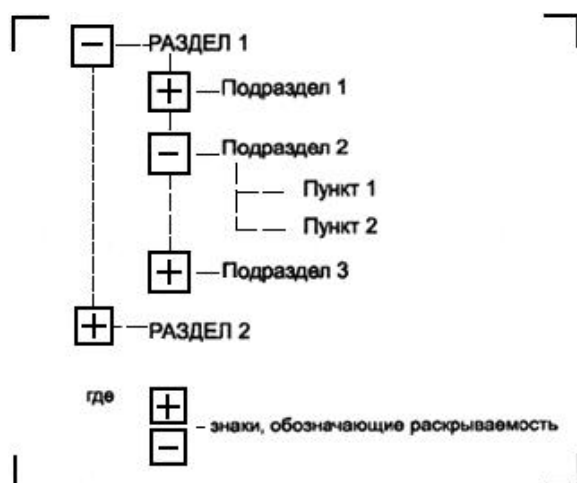 РАЗДЕЛ 1
Подраздел 1
Подраздел 2
Пункт 1
Пункт 2
Подраздел 3
РАЗДЕЛ 2
где
– знаки, обозначающие раскрываемость